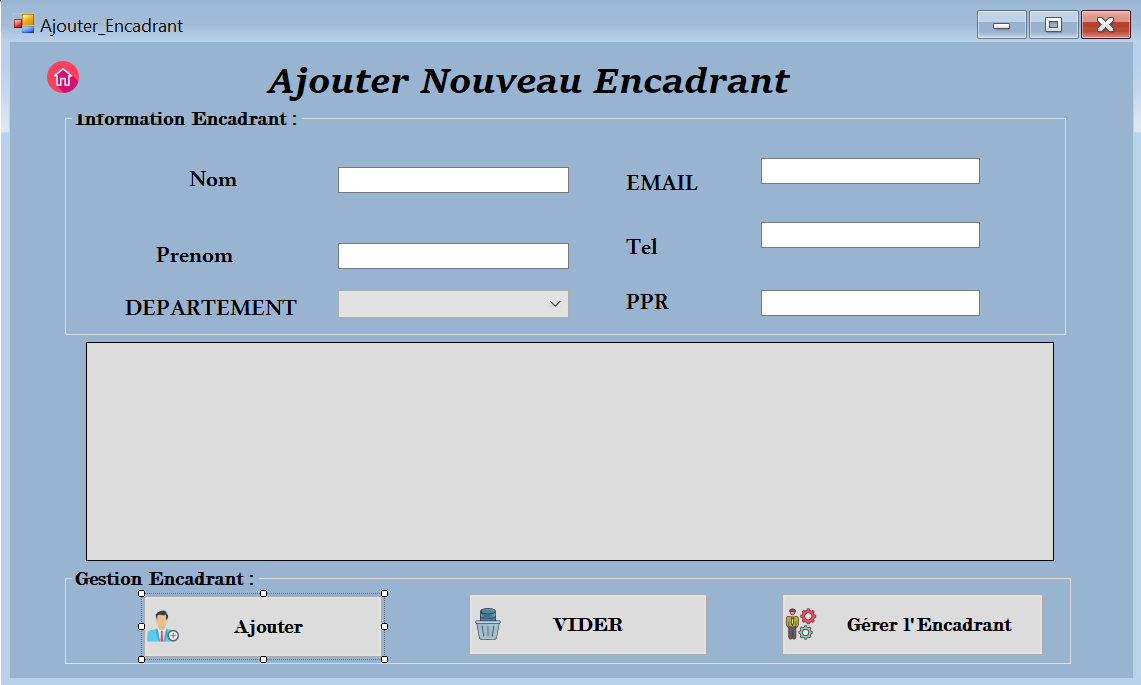 Ajouter_Encadrant
Ajouter Nouveau Encadrant
Information Encadrant :
Nom
EMAIL
Prenom
Tel
DEPARTEMENT
PPR
Gestion Encadrant :
Ajouter
VIDER
Gérer l'Encadrant